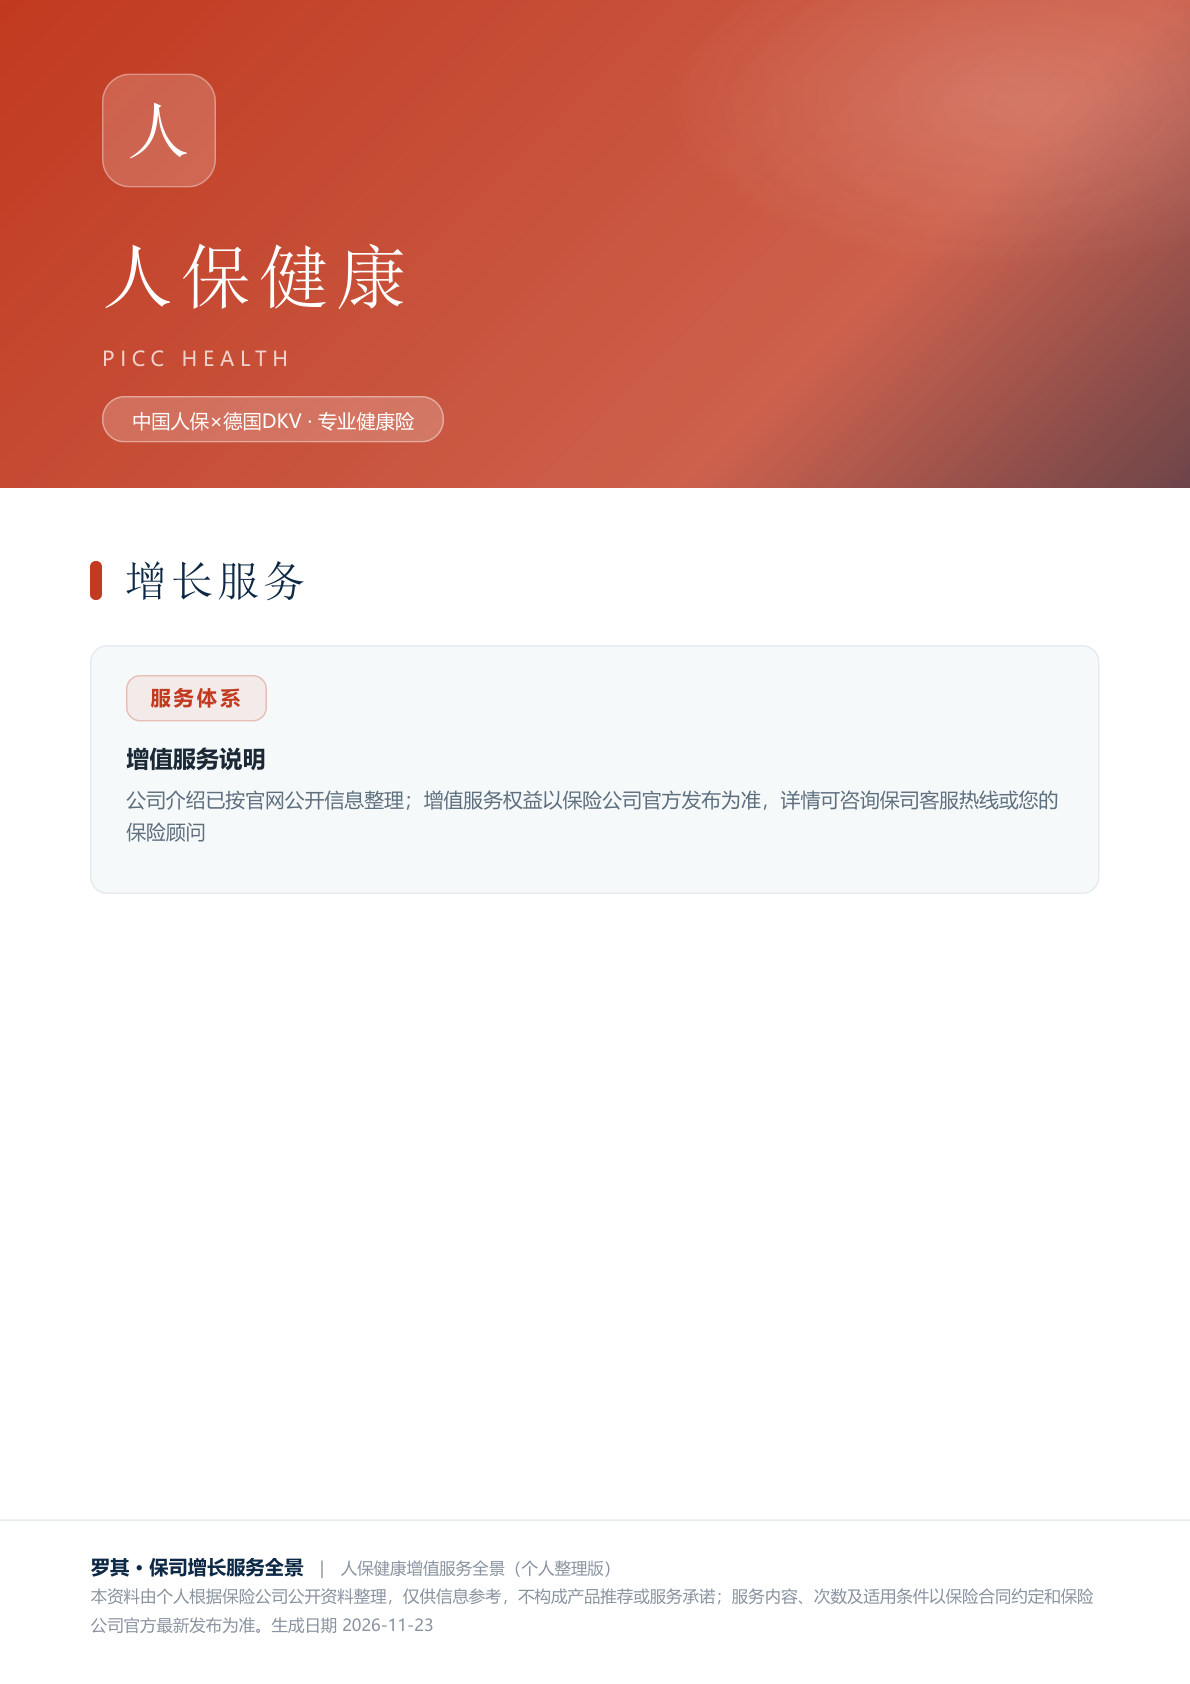 人
人保健康
PICC HEALTH
中国人保×德国DKV · 专业健康险
增长服务
服务体系
增值服务说明
公司介绍已按官网公开信息整理；增值服务权益以保险公司官方发布为准，详情可咨询保司客服热线或您的
保险顾问
罗其 • 保司增长服务全景 | 人保健康增值服务全景（个人整理版）
本资料由个人根据保险公司公开资料整理，仅供信息参考，不构成产品推荐或服务承诺；服务内容、次数及适用条件以保险合同约定和保险
公司官方最新发布为准。生成日期 2026-11-23